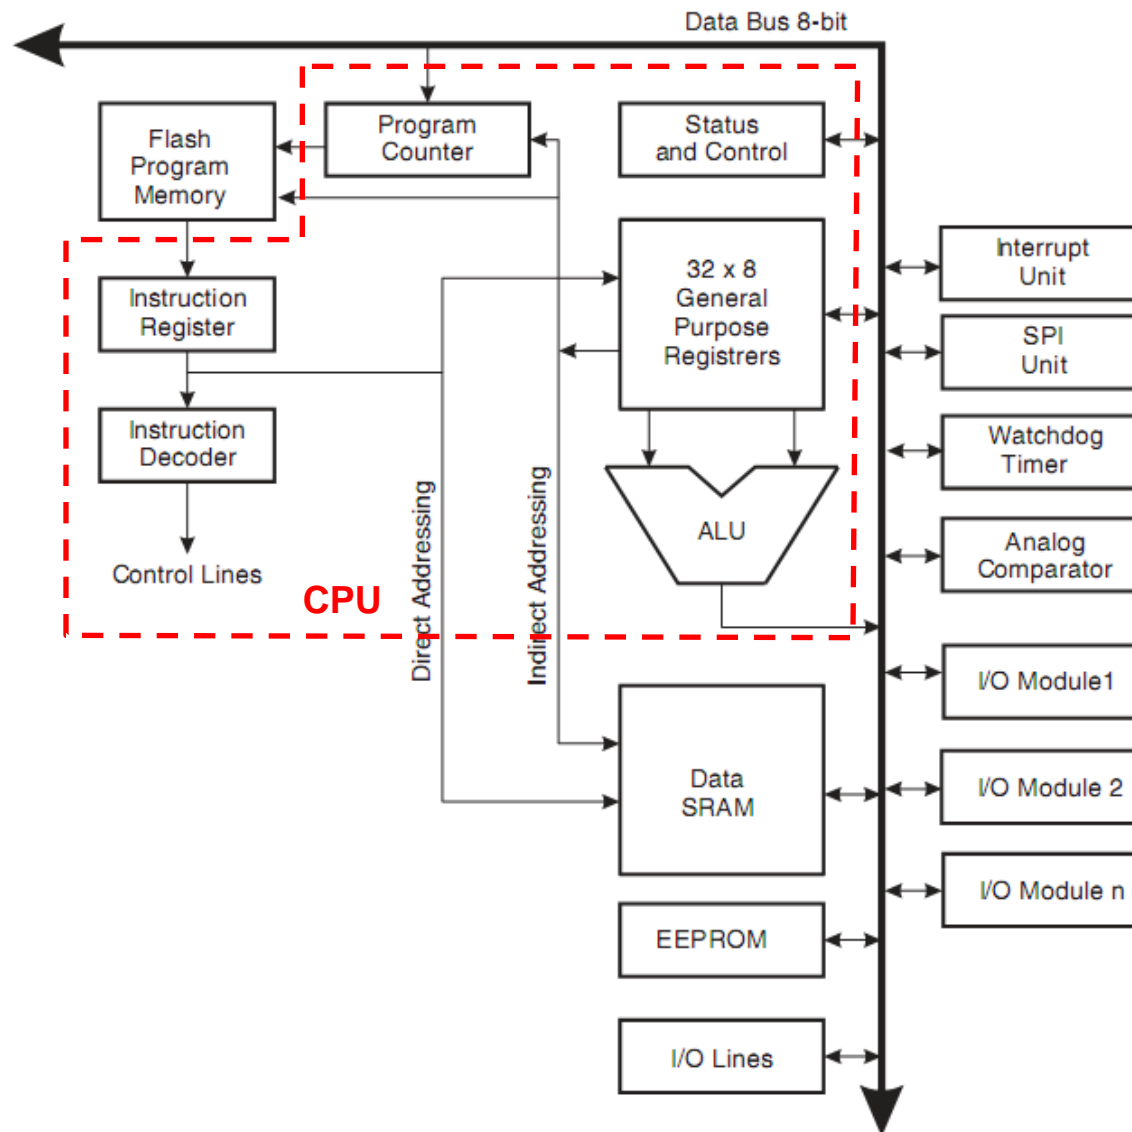 Data Bus 8-bit
Flash
Program
Memory
Program
Counter
Status
and Control
32 x 8
General
Purpose
Registrers
Instruction
Register
Instruction
Decoder
Control Lines
CPU
Direct Addressing
Indirect Addressing
ALU
Interrupt
Unit
SPI
Unit
Watchdog
Timer
Analog
Comparator
I/O Module1
Data
SRAM
I/O Module 2
I/O Module n
EEPROM
I/O Lines